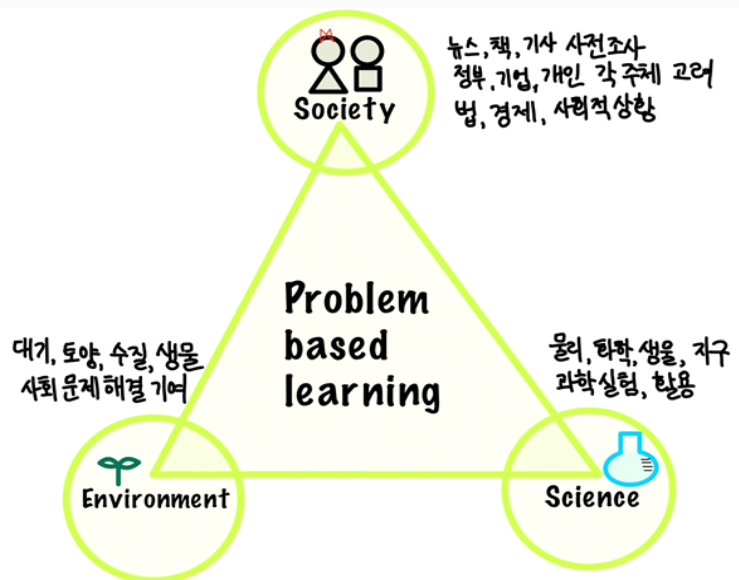 뉴스, 책, 기사 사전조사
정부, 기업, 개인 각 주체 고려
법, 경제, 사회적 상황
Society
Problem
based
learning
대기, 토양, 수질, 생물
사회 문제 해결 기여
Environment
물리, 화학, 생물, 지구
과학 실험, 활용
Science